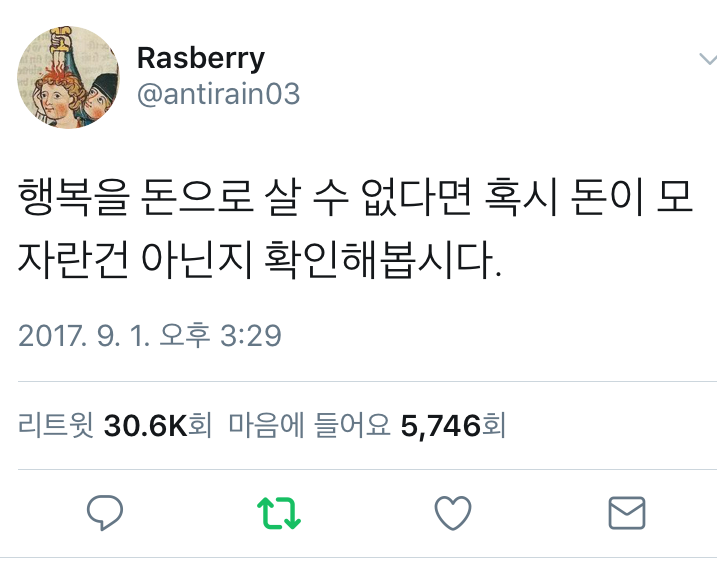 Rasberry
@antirain03
행복을 돈으로 살 수 없다면 혹시 돈이 모
자란건 아닌지 확인해봅시다.
2017. 9. 1. 오후 3:29
리트윗 30.6K회 마음에 들어요 5,746회